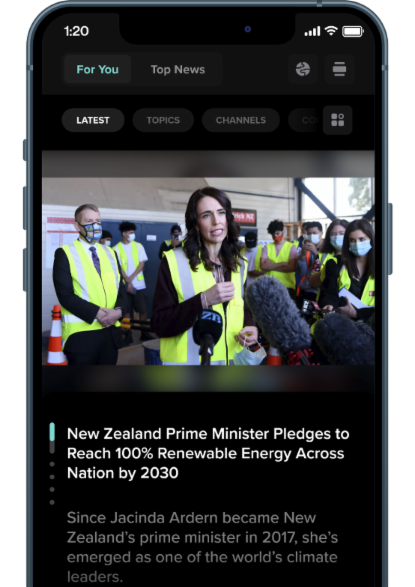 1:20
For You Top News
LATEST TOPICS CHANNELS
New Zealand Prime Minister Pledges to
Reach 100% Renewable Energy Across
Nation by 2030
Since Jacinda Ardern became New
Zealand's prime minister in 2017, she's
emerged as one of the world's climate
leaders.